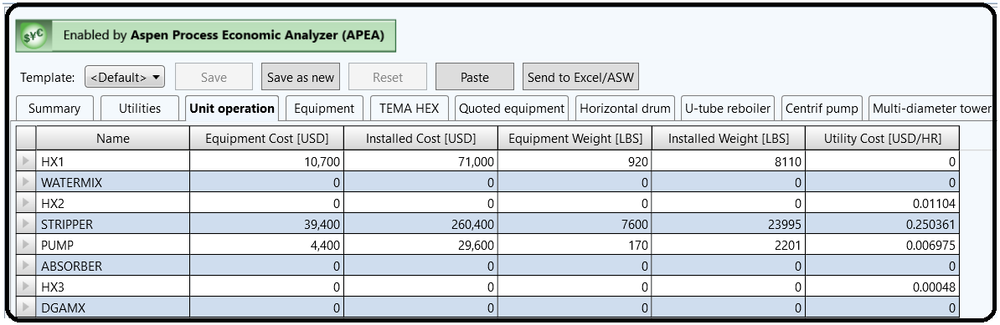 $¥€ Enabled by Aspen Process Economic Analyzer (APEA)
Template: <Default> Save Save as new Reset Paste Send to Excel/ASW
Summary Utilities Unit operation Equipment TEMA HEX Quoted equipment Horizontal drum U-tube reboiler Centrif pump Multi-diameter tower
Name Equipment Cost [USD] Installed Cost [USD] Equipment Weight [LBS] Installed Weight [LBS] Utility Cost [USD/HR]
HX1 10,700 71,000 920 8110 0
WATERMIX 0 0 0 0 0
HX2 0 0 0 0 0.01104
STRIPPER 39,400 260,400 7600 23995 0.250361
PUMP 4,400 29,600 170 2201 0.006975
ABSORBER 0 0 0 0 0
HX3 0 0 0 0 0.00048
DGAMX 0 0 0 0 0